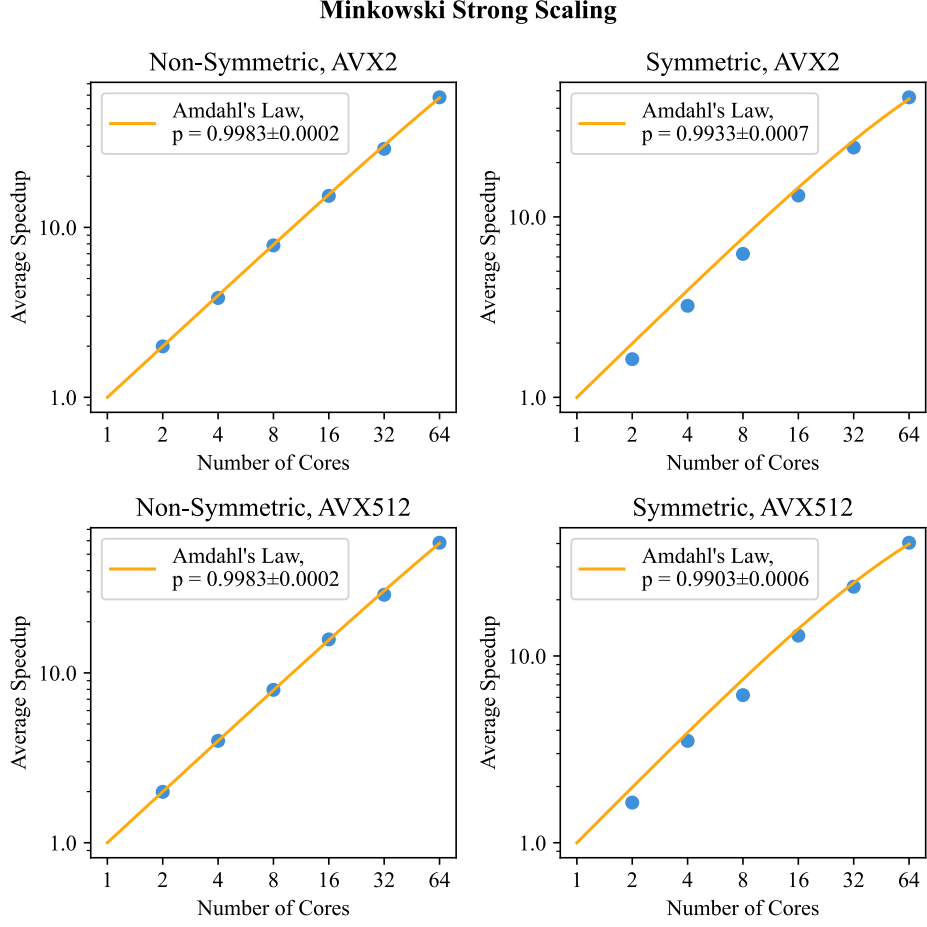 Minkowski Strong Scaling
Non-Symmetric, AVX2
Amdahl's Law,
p = 0.9983±0.0002
Average Speedup
10.0
1.0
1 2 4 8 16 32 64
Number of Cores
Symmetric, AVX2
Amdahl's Law,
p = 0.9933±0.0007
Average Speedup
10.0
1.0
1 2 4 8 16 32 64
Number of Cores
Non-Symmetric, AVX512
Amdahl's Law,
p = 0.9983±0.0002
Average Speedup
10.0
1.0
1 2 4 8 16 32 64
Number of Cores
Symmetric, AVX512
Amdahl's Law,
p = 0.9903±0.0006
Average Speedup
10.0
1.0
1 2 4 8 16 32 64
Number of Cores